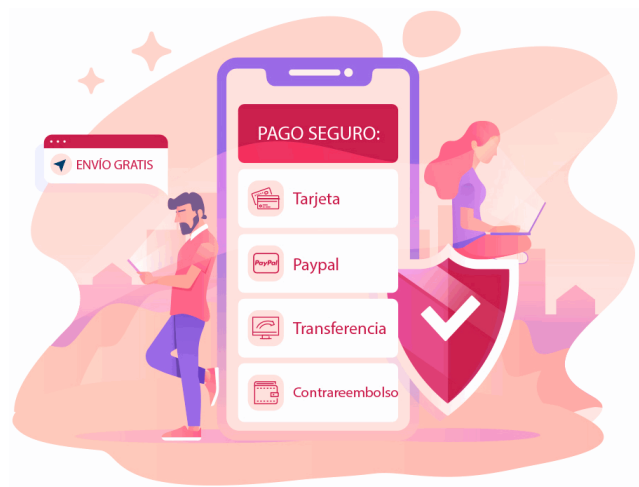 PAGO SEGURO:
ENVÍO GRATIS
Tarjeta
PayPal
Paypal
Transferencia
Contrareembolso